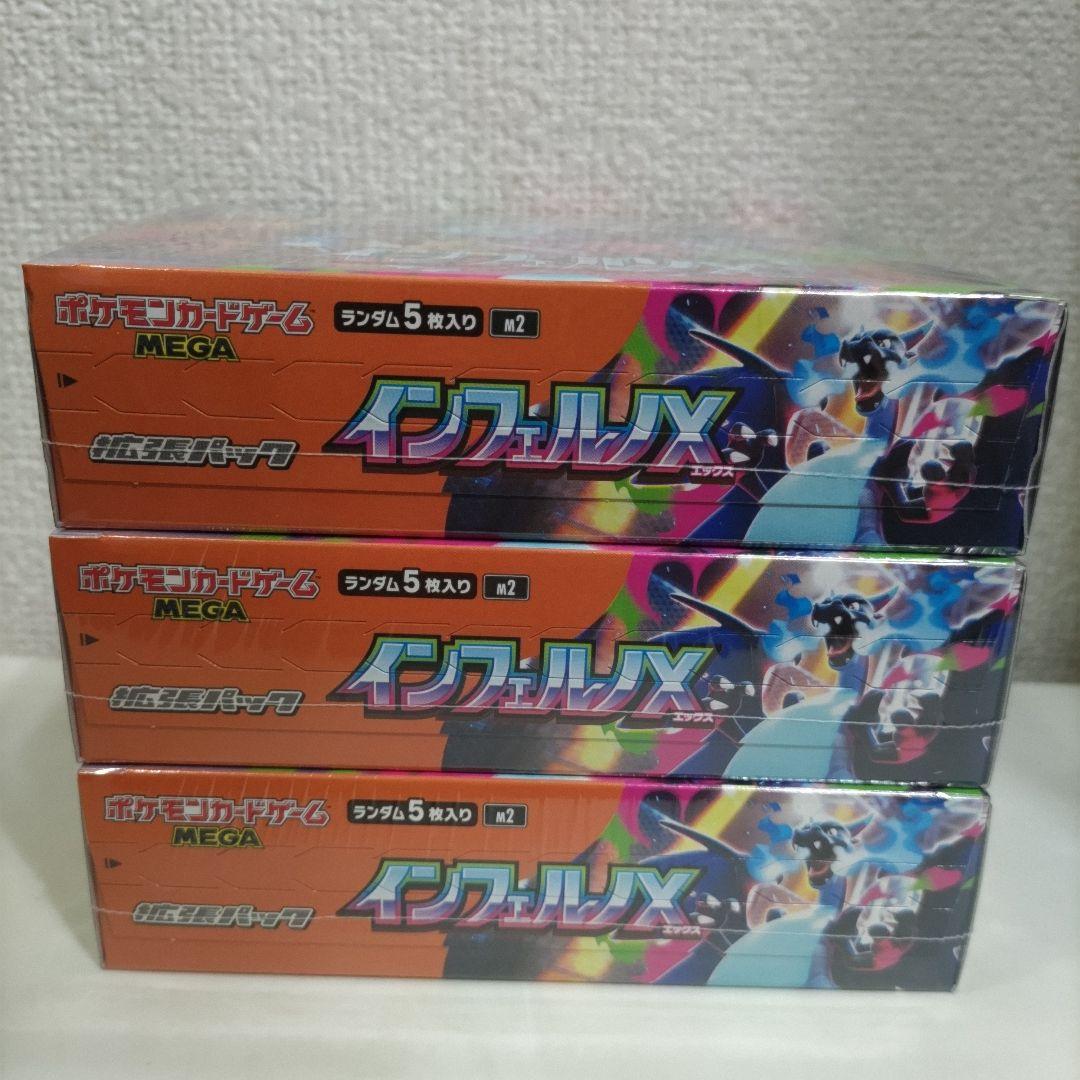 ポケモンカードゲーム
MEGA
ランダム5枚入り M2
拡張パック
インフェルノX
エックス
ポケモンカードゲーム
MEGA
ランダム5枚入り M2
拡張パック
インフェルノX
エックス
ポケモンカードゲーム
MEGA
ランダム5枚入り M2
拡張パック
インフェルノX
エックス